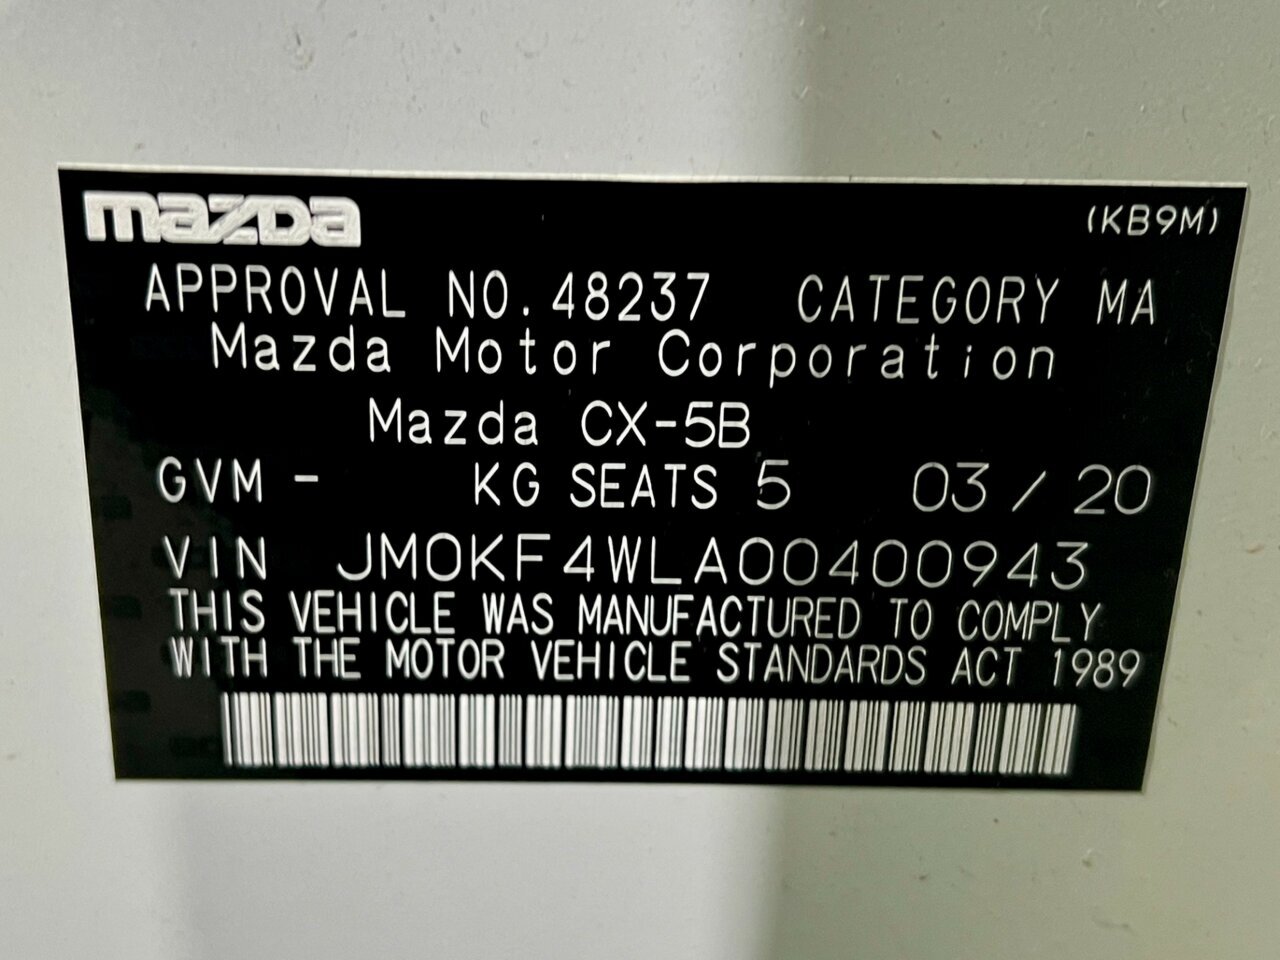 mazda
(KB9M)
APPROVAL NO. 48237 CATEGORY MA
Mazda Motor Corporation
Mazda CX-5B
GVM - KG SEATS 5 03 / 20
VIN JM0KF4WLA00400943
THIS VEHICLE WAS MANUFACTURED TO COMPLY
WITH THE MOTOR VEHICLE STANDARDS ACT 1989